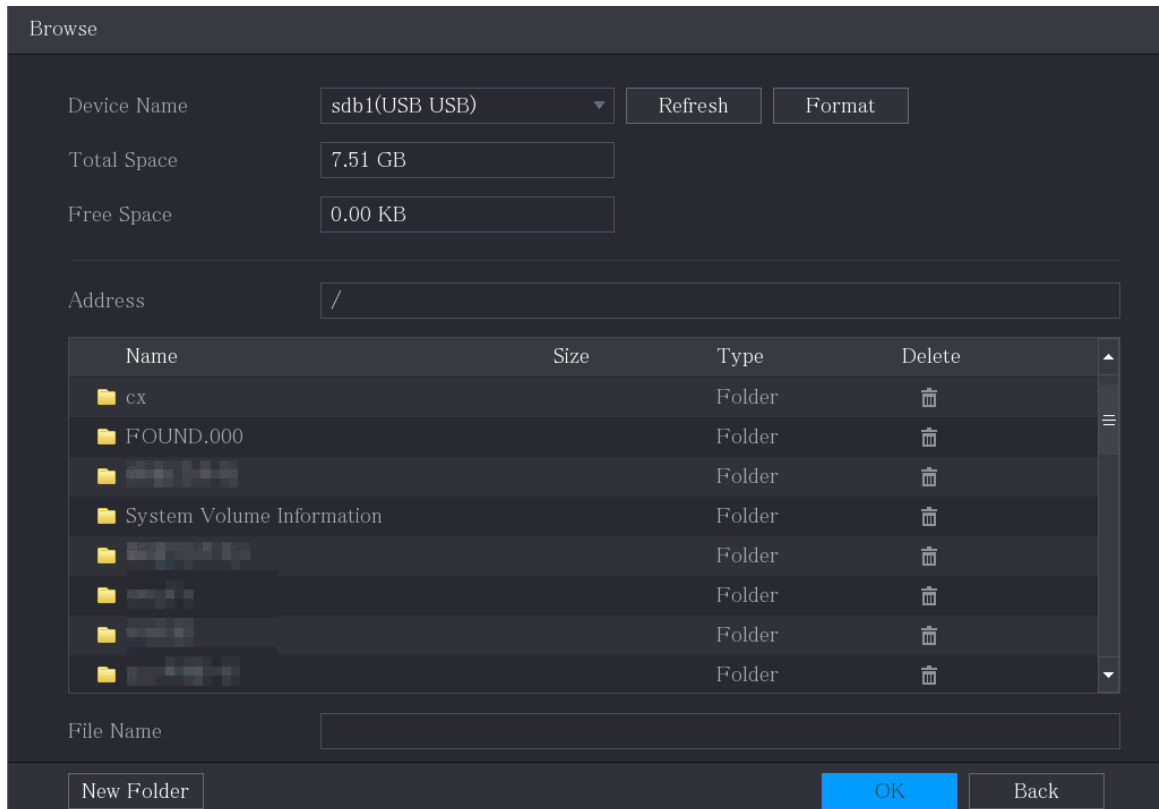 Browse
Device Name sdb1(USB USB) Refresh Format
Total Space 7.51 GB
Free Space 0.00 KB
Address /
Name Size Type Delete
cx Folder
FOUND.000 Folder
Folder
System Volume Information Folder
Folder
Folder
Folder
Folder
File Name
New Folder OK Back